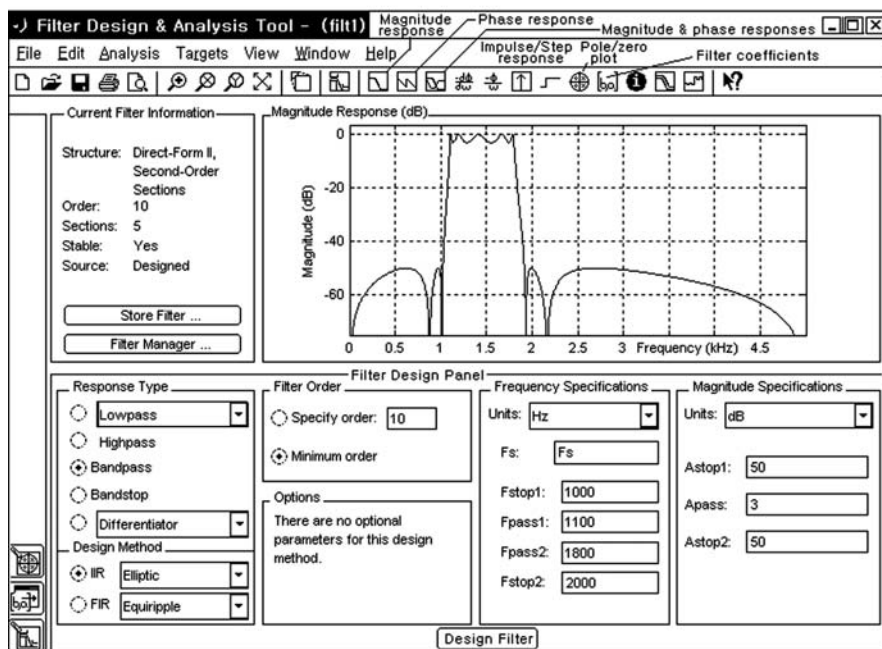 Filter Design & Analysis Tool - (filt1)
Magnitude response
Phase response
Magnitude & phase responses
File Edit Analysis Targets View Window Help
Impulse/Step response
Pole/zero plot
Filter coefficients
Current Filter Information
Structure: Direct-Form II, Second-Order Sections
Order: 10
Sections: 5
Stable: Yes
Source: Designed
Store Filter ...
Filter Manager ...
Magnitude Response (dB)
Magnitude (dB)
0
-20
-40
-60
0 0.5 1 1.5 2 2.5 3 Frequency (kHz) 4.5
Filter Design Panel
Response Type
Lowpass
Highpass
Bandpass
Bandstop
Differentiator
Design Method
IIR Elliptic
FIR Equiripple
Filter Order
Specify order: 10
Minimum order
Options
There are no optional
parameters for this design
method.
Frequency Specifications
Units: Hz
Fs: Fs
Fstop1: 1000
Fpass1: 1100
Fpass2: 1800
Fstop2: 2000
Magnitude Specifications
Units: dB
Astop1: 50
Apass: 3
Astop2: 50
Design Filter